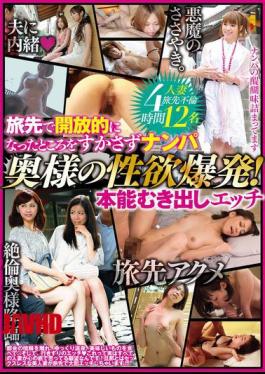 夫に
内緒♥
悪魔の
ささやき。
ナンパの醍醐味詰まってます
人妻
旅先不倫
4時間12名
旅先で開放的に
なったところをすかさずナンパ
奥様の性欲爆発!
本能むき出しエッチ
絶倫奥様降臨
旅先アクメ